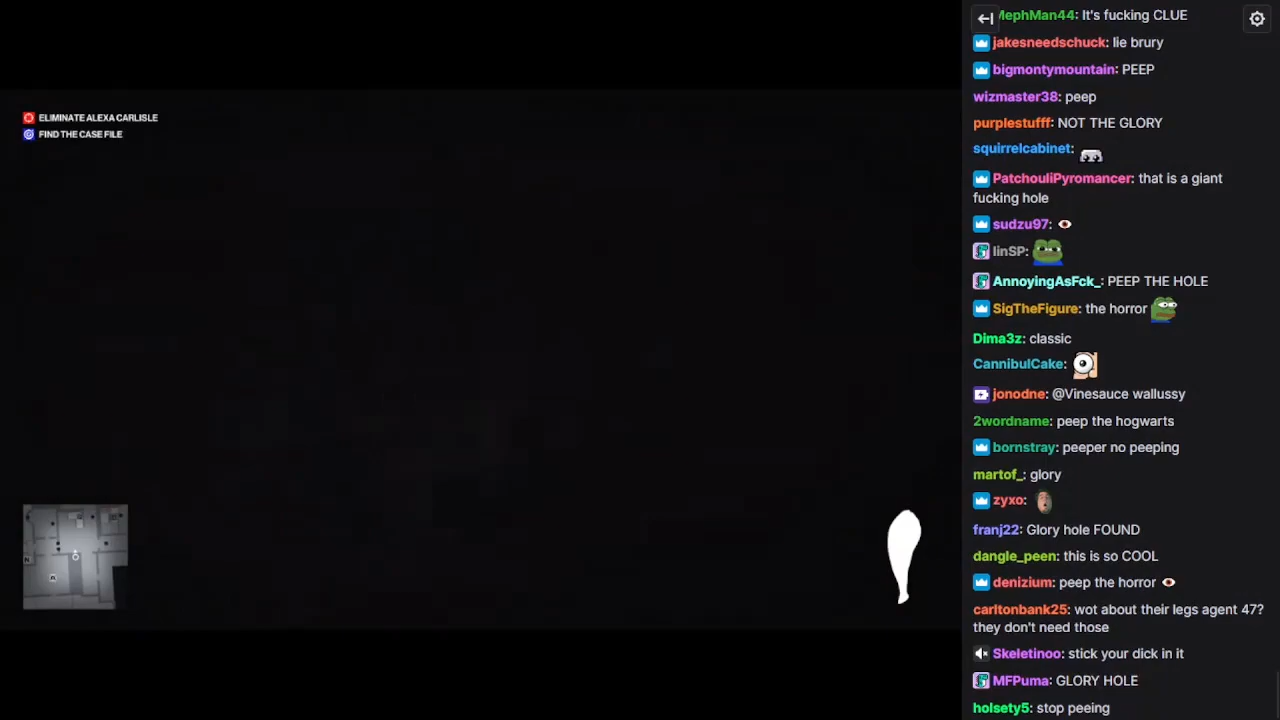 ELIMINATE ALEXA CARLISLE
FIND THE CASE FILE
MephMan44: It's fucking CLUE
jakesneedschuck: lie brury
bigmontymountain: PEEP
wizmaster38: peep
purplestufff: NOT THE GLORY
squirrelcabinet:
PatchouliPyromancer: that is a giant
fucking hole
sudzu97:
linSP:
AnnoyingAsFck_: PEEP THE HOLE
SigTheFigure: the horror
Dima3z: classic
CannibulCake:
jonodne: @Vinesauce wallussy
2wordname: peep the hogwarts
bornstray: peeper no peeping
martof_: glory
zyxo:
franj22: Glory hole FOUND
dangle_peen: this is so COOL
denizium: peep the horror
carltonbank25: wot about their legs agent 47?
they don't need those
Skeletinoo: stick your dick in it
MFPuma: GLORY HOLE
holsety5: stop peeing